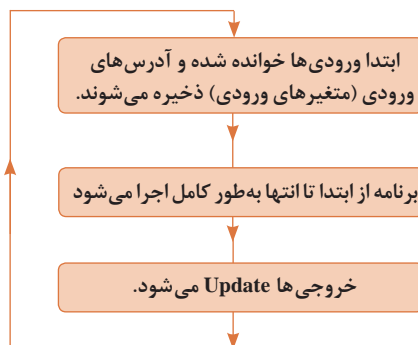 ابتدا ورودی‌ها خوانده شده و آدرس‌های
ورودی (متغیرهای ورودی) ذخیره می‌شوند.
برنامه از ابتدا تا انتها به‌طور کامل اجرا می‌شود
خروجی‌ها Update می‌شود.